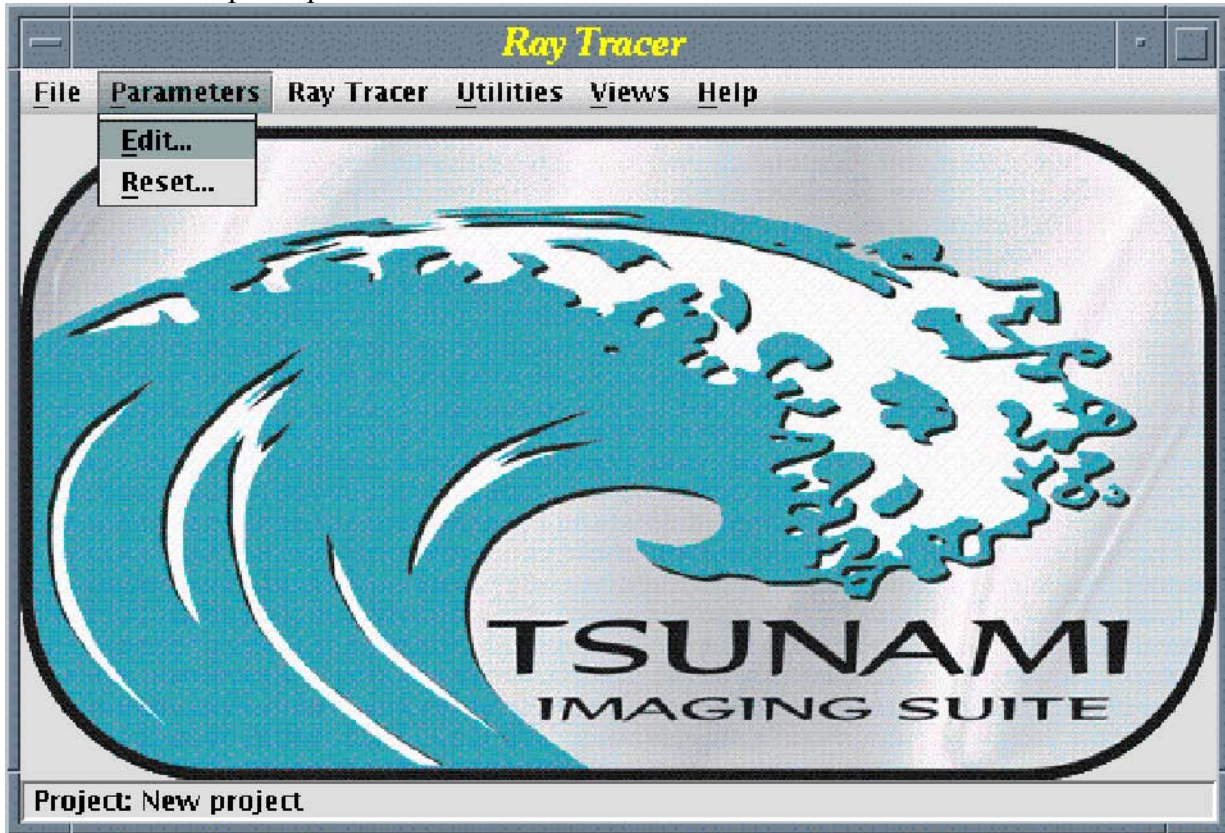 Ray Tracer
File Parameters Ray Tracer Utilities Views Help
Edit...
Reset...
TSUNAMI
IMAGING SUITE
Project: New project